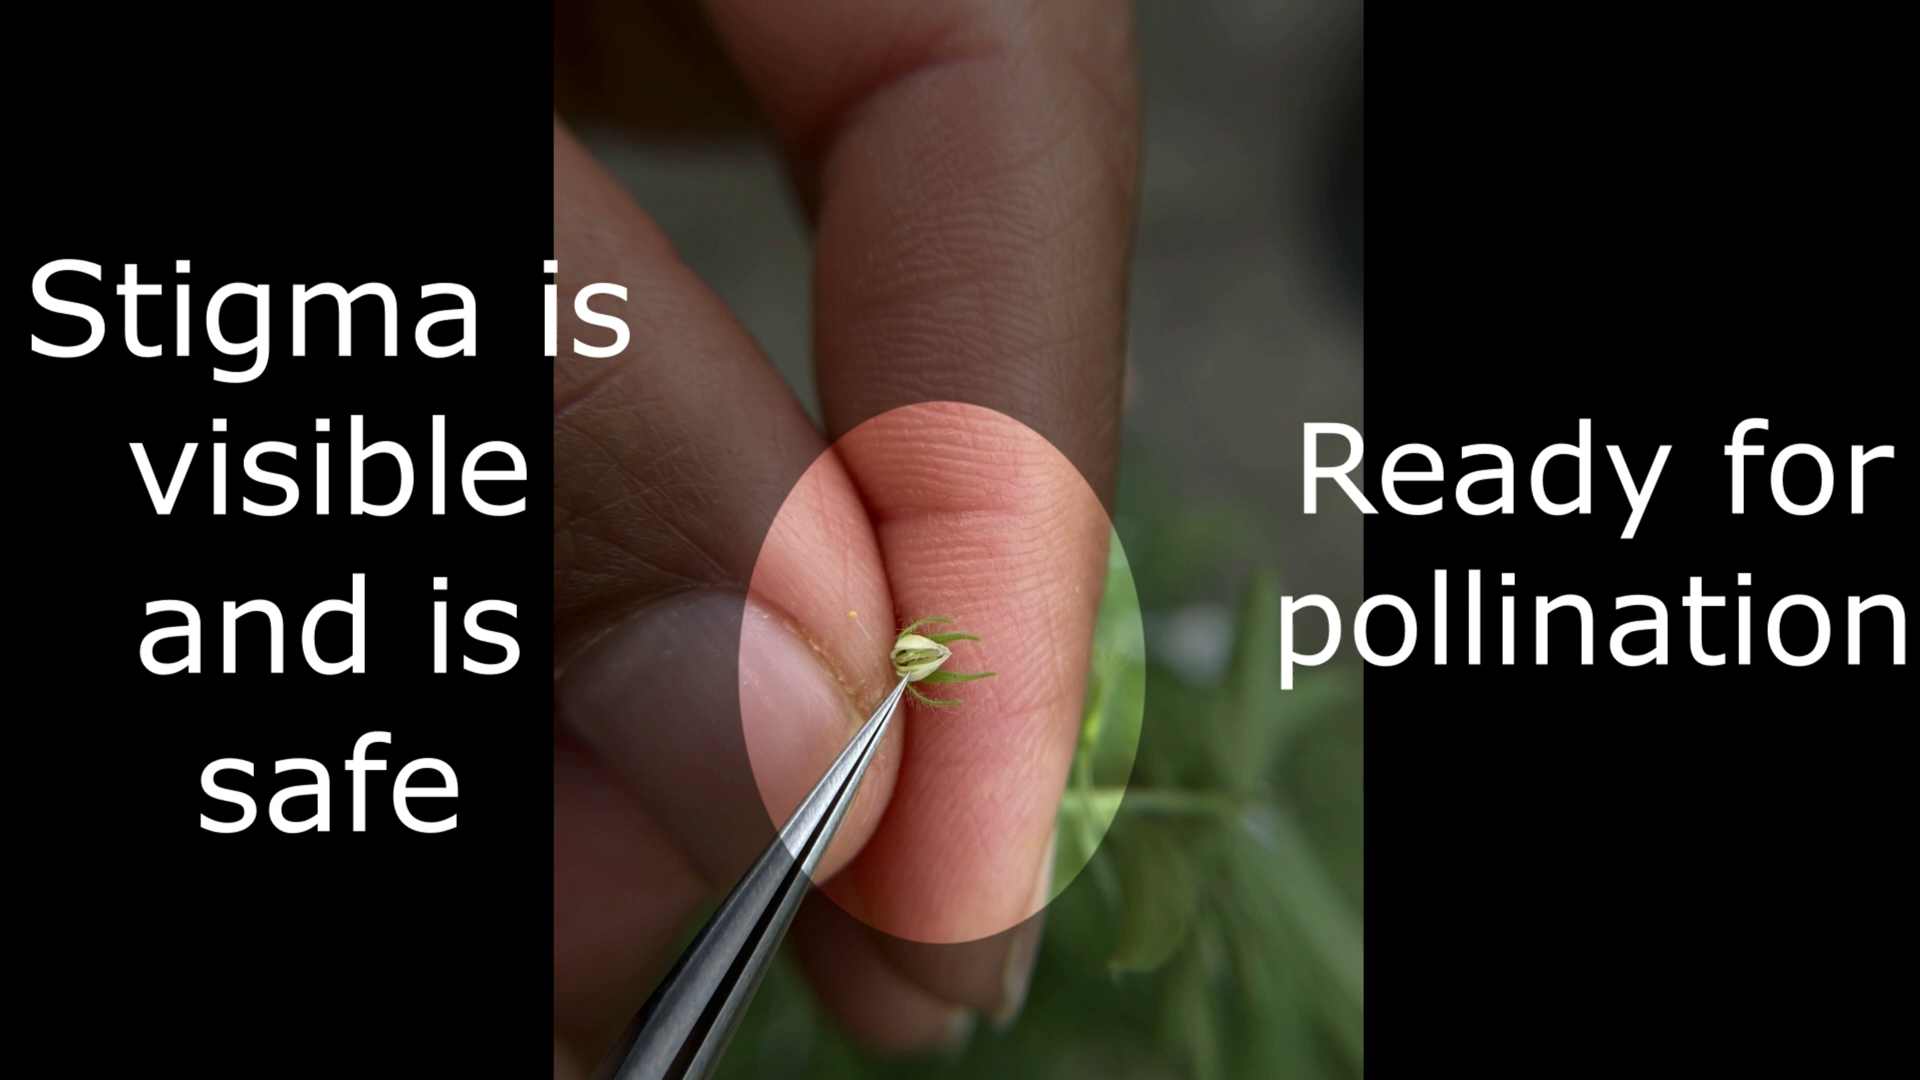 Stigma is
visible
and is
safe
Ready for
pollination